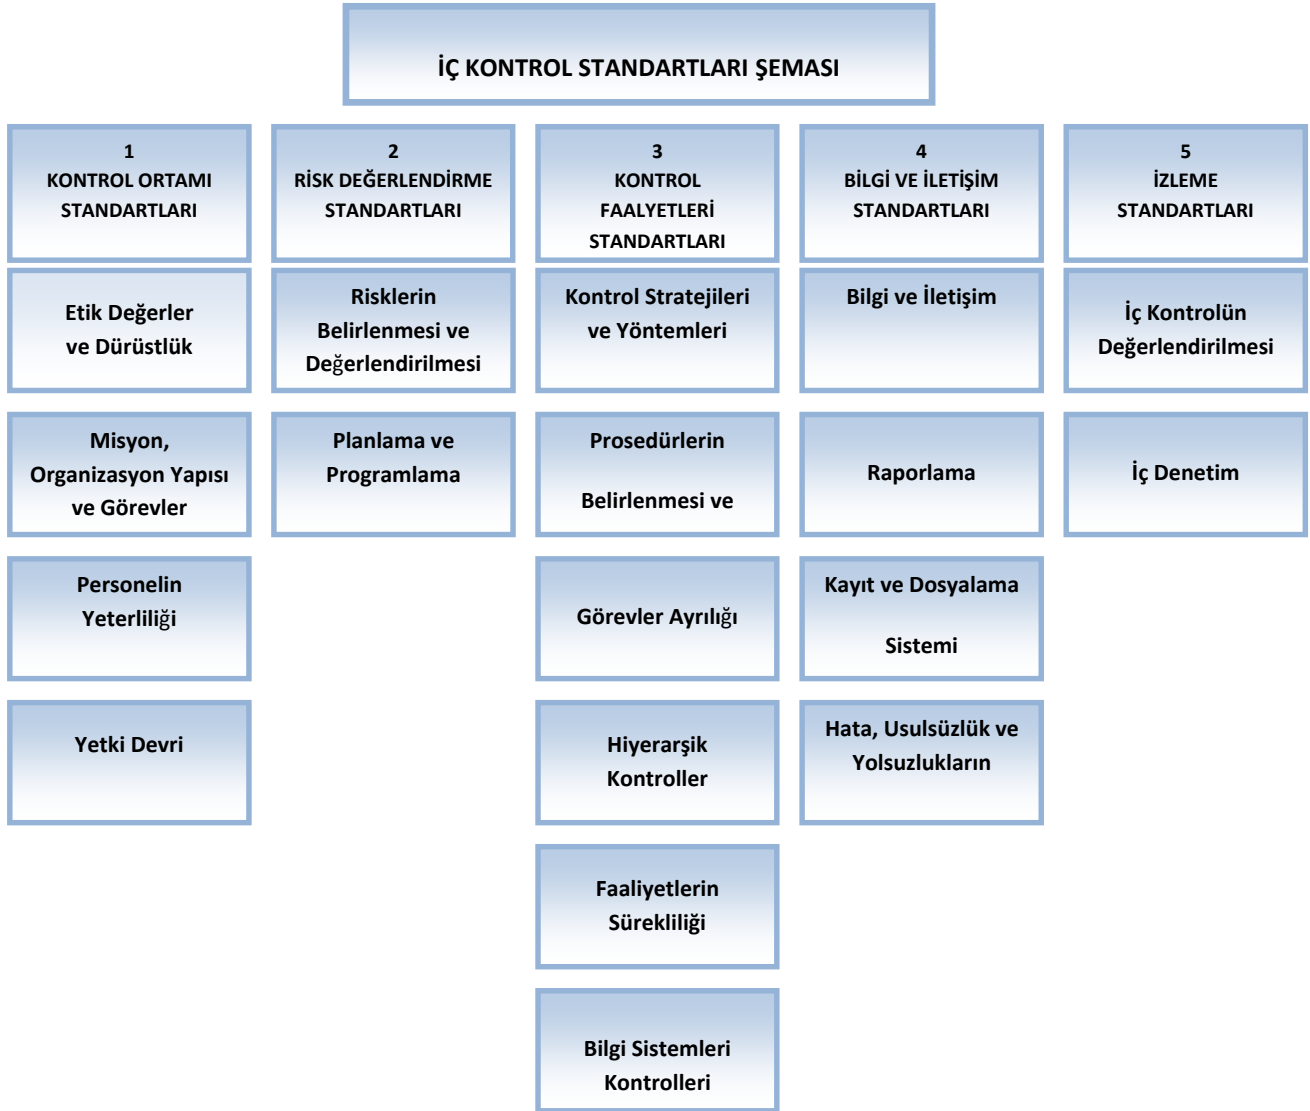 İÇ KONTROL STANDARTLARI ŞEMASI
1
KONTROL ORTAMI
STANDARTLARI
2
RİSK DEĞERLENDİRME
STANDARTLARI
3
KONTROL
FAALYETLERİ
STANDARTLARI
4
BİLGİ VE İLETİŞİM
STANDARTLARI
5
İZLEME
STANDARTLARI
Etik Değerler
ve Dürüstlük
Risklerin
Belirlenmesi ve
Değerlendirilmesi
Kontrol Stratejileri
ve Yöntemleri
Bilgi ve İletişim
İç Kontrolün
Değerlendirilmesi
Misyon,
Organizasyon Yapısı
ve Görevler
Planlama ve
Programlama
Prosedürlerin
Belirlenmesi ve
Raporlama
İç Denetim
Personelin
Yeterliliği
Görevler Ayrılığı
Kayıt ve Dosyalama
Sistemi
Yetki Devri
Hiyerarşik
Kontroller
Hata, Usulsüzlük ve
Yolsuzlukların
Faaliyetlerin
Sürekliliği
Bilgi Sistemleri
Kontrolleri